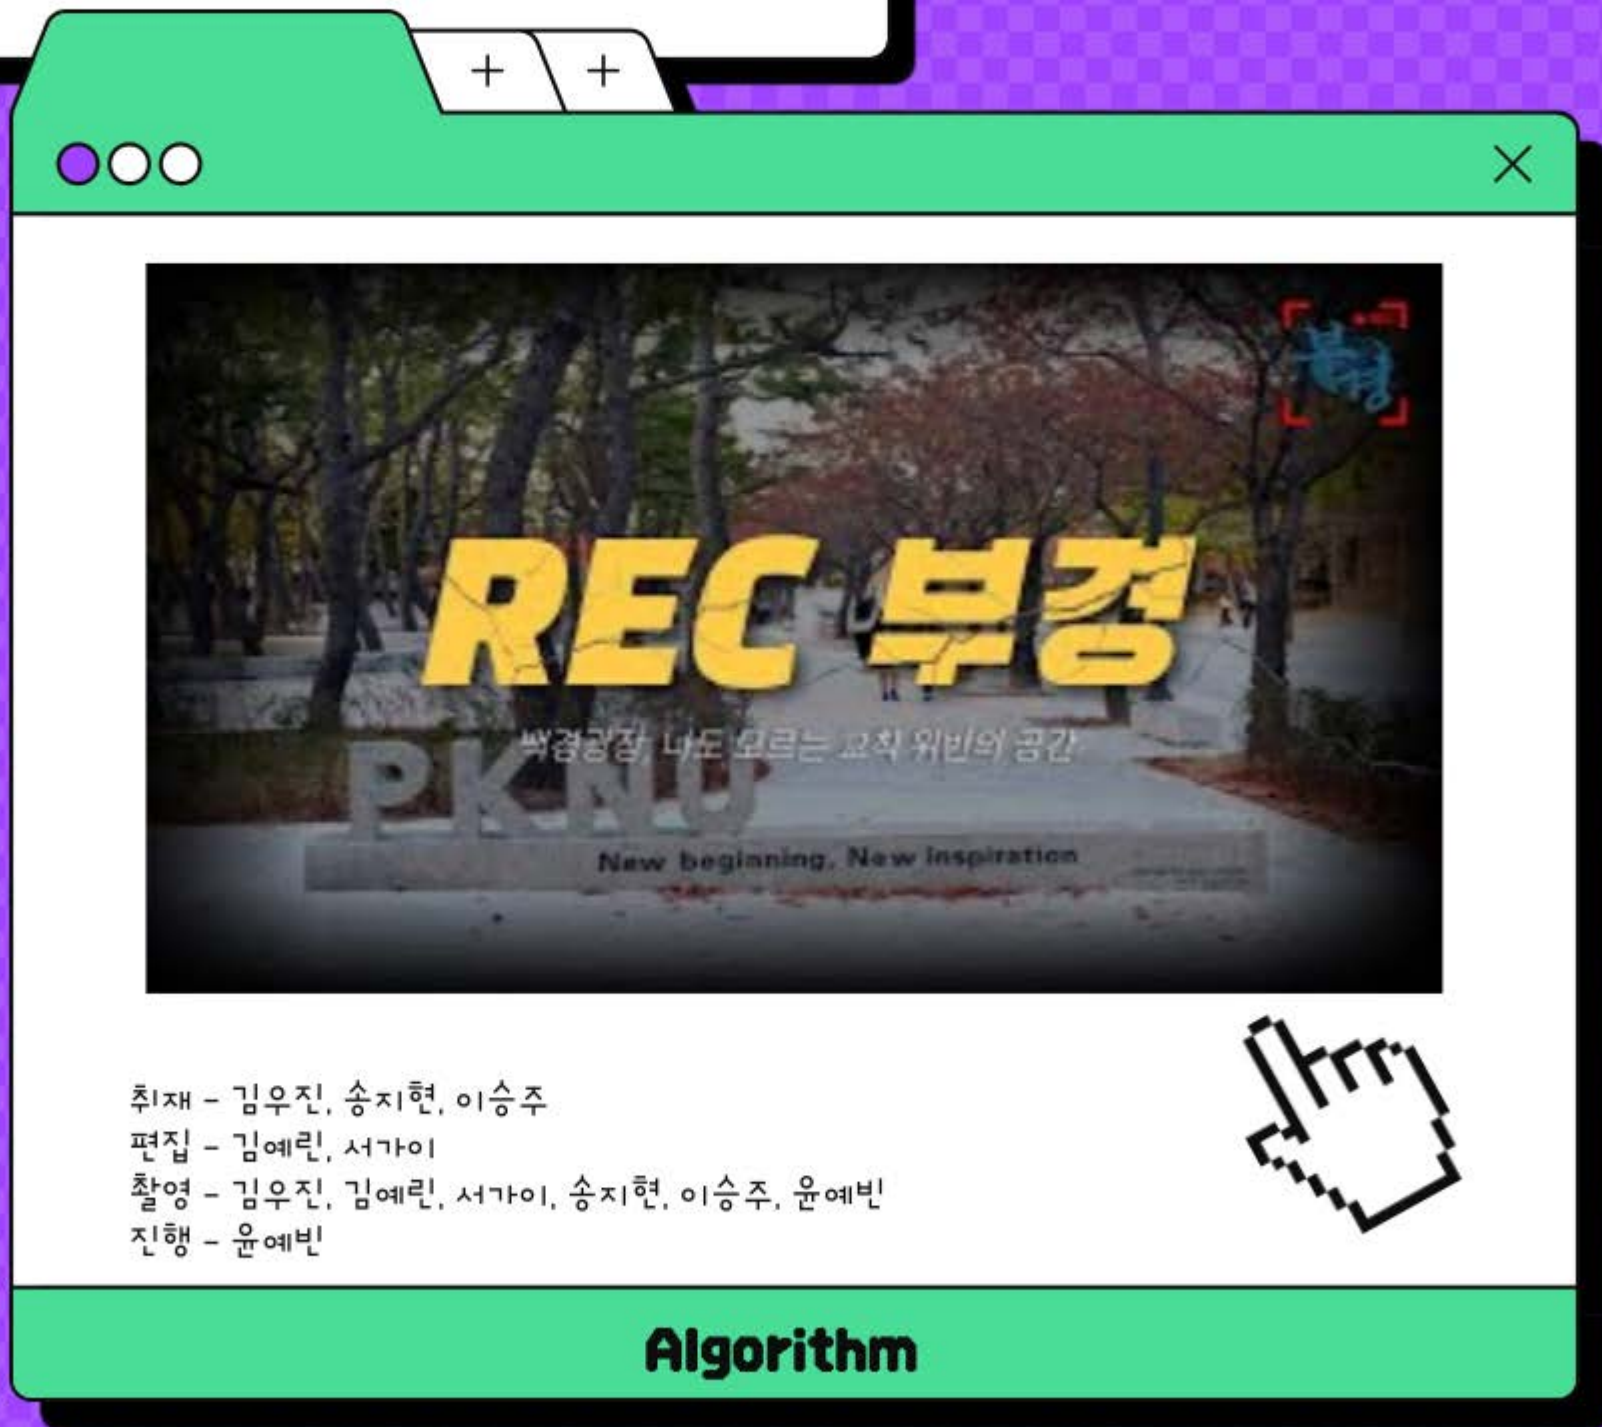 REC 부경
백경광장, 나도 모르는 교칙 위반의 공간
PKNU
New beginning, New inspiration
취재 - 김우진, 송지현, 이승주
편집 - 김예린, 서가이
촬영 - 김우진, 김예린, 서가이, 송지현, 이승주, 윤예빈
진행 - 윤예빈
Algorithm